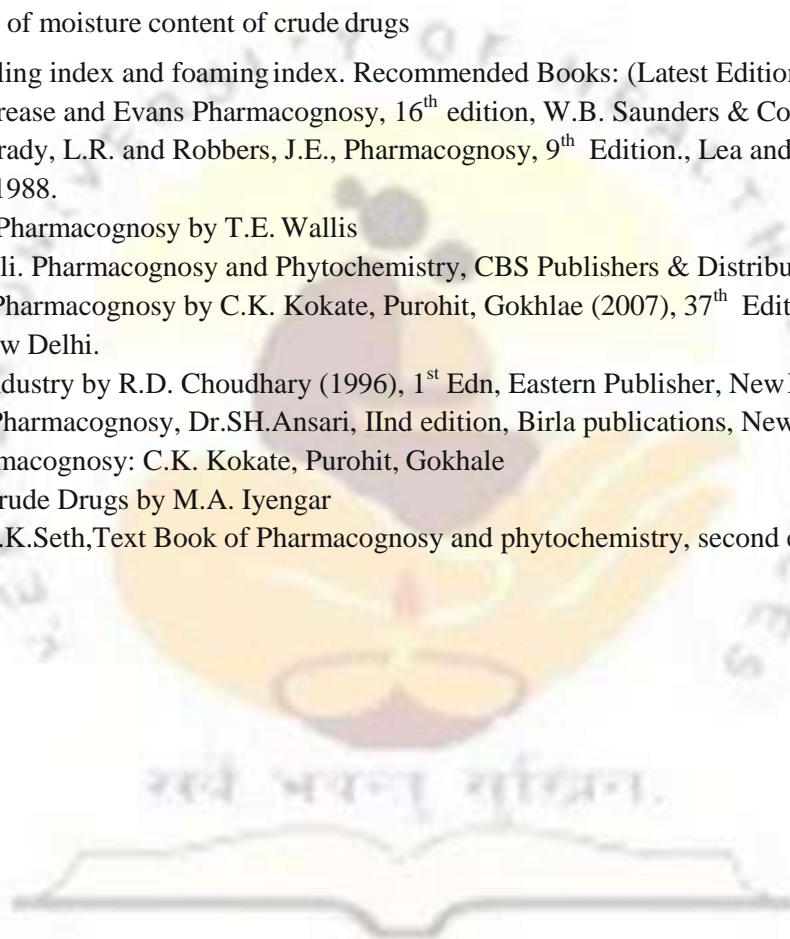 of moisture content of crude drugs
ling index and foaming index. Recommended Books: (Latest Edition
rease and Evans Pharmacognosy, 16th edition, W.B. Saunders & Co
rady, L.R. and Robbers, J.E., Pharmacognosy, 9th Edition., Lea and
1988.
Pharmacognosy by T.E. Wallis
li. Pharmacognosy and Phytochemistry, CBS Publishers & Distribu
Pharmacognosy by C.K. Kokate, Purohit, Gokhlae (2007), 37th Edit
w Delhi.
ndustry by R.D. Choudhary (1996), 1st Edn, Eastern Publisher, New
Pharmacognosy, Dr.SH.Ansari, IInd edition, Birla publications, New
macognosy: C.K. Kokate, Purohit, Gokhale
rude Drugs by M.A. Iyengar
.K.Seth,Text Book of Pharmacognosy and phytochemistry, second e